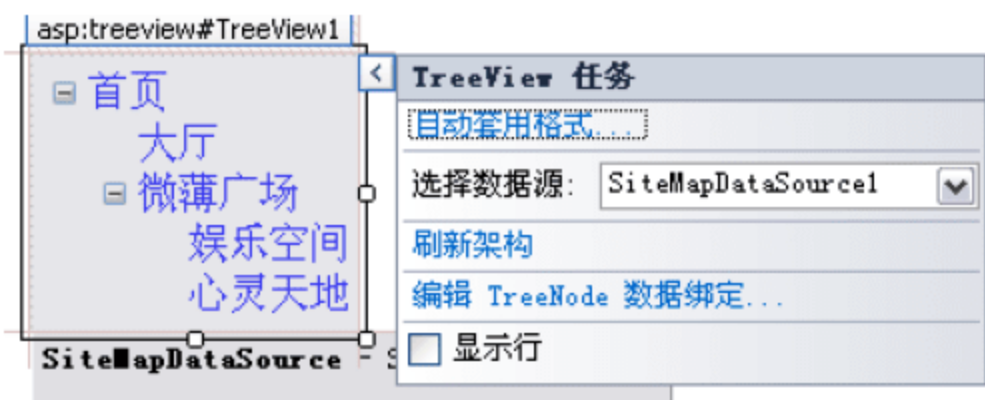 asp:treeview#TreeView1
首页
大厅
微薄广场
娱乐空间
心灵天地
SiteMapDataSource - S
TreeView 任务
自动套用格式...
选择数据源: SiteMapDataSource1
刷新架构
编辑 TreeNode 数据绑定...
显示行